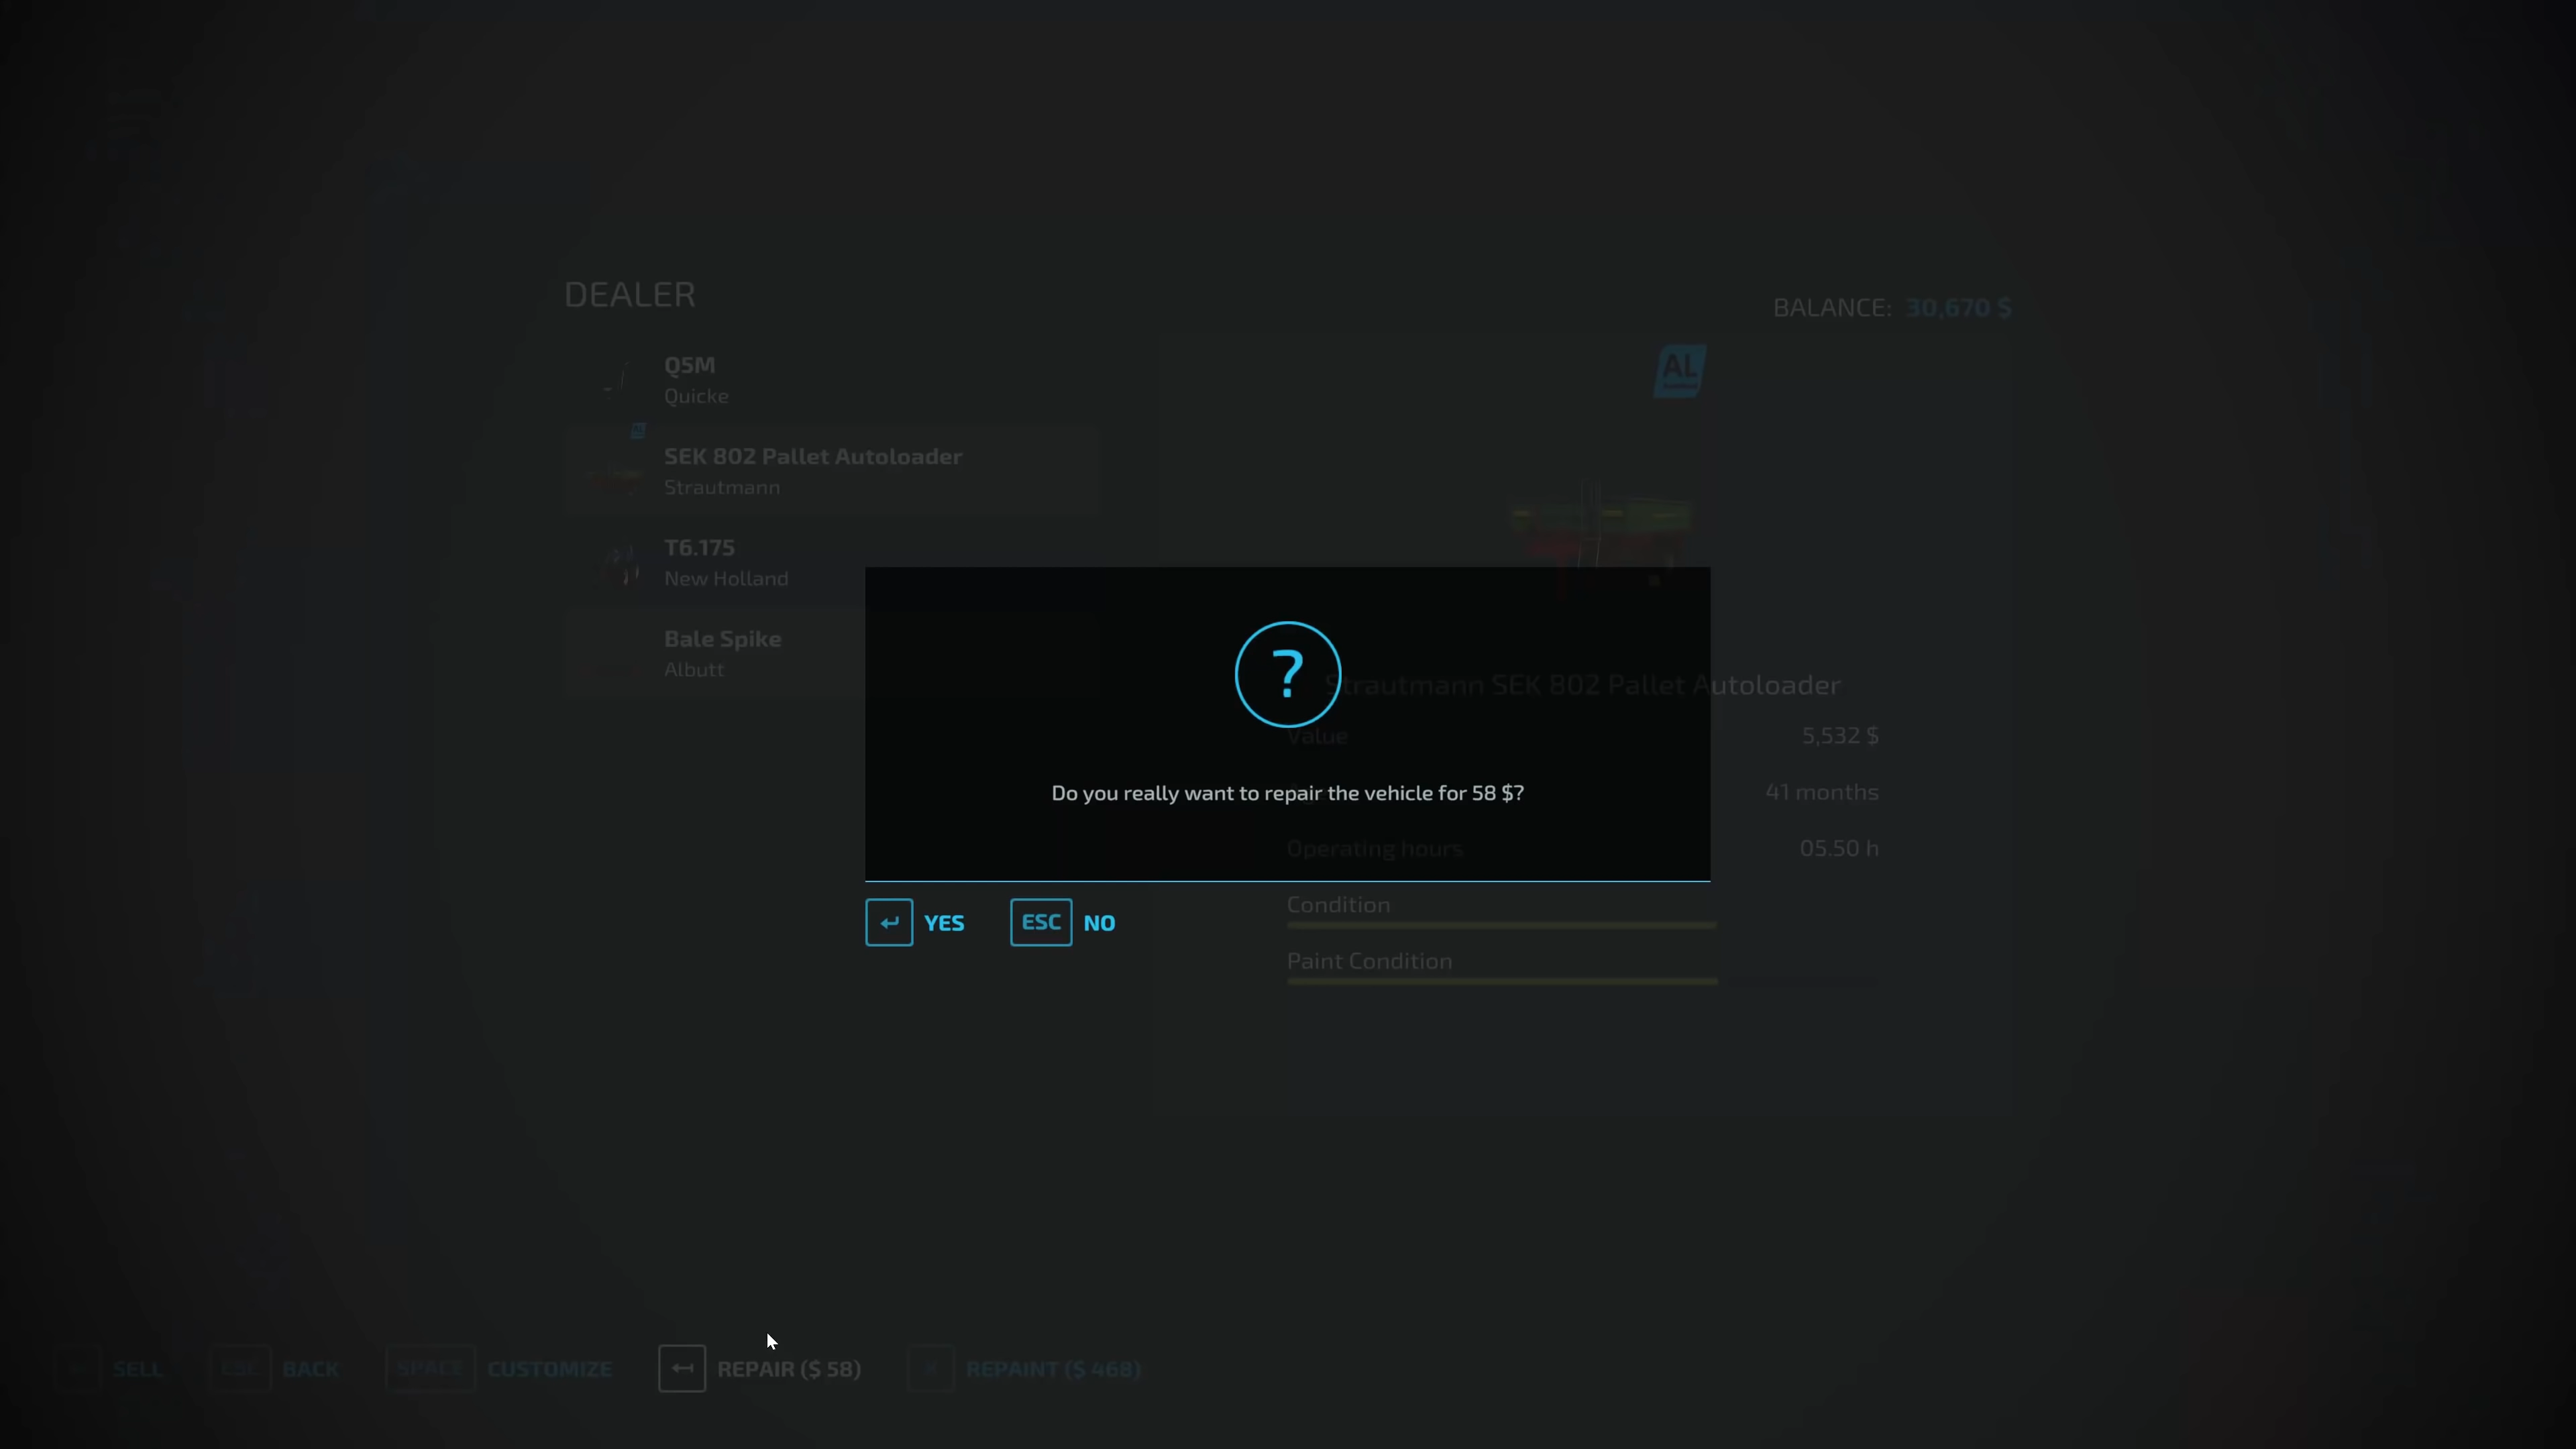 DEALER
BALANCE: 30,670 $
Q5M
Quicke
AL
SEK 802 Pallet Autoloader
Strautmann
T6.175
New Holland
Bale Spike
Albutt
?
Strautmann SEK 802 Pallet Autoloader
Value 5,532 $
Do you really want to repair the vehicle for 58 $?
41 months
Operating hours 05.50 h
Condition
YES ESC NO
Paint Condition
SELL ESC BACK SPACE CUSTOMIZE REPAIR ($ 58) REPAINT ($ 468)